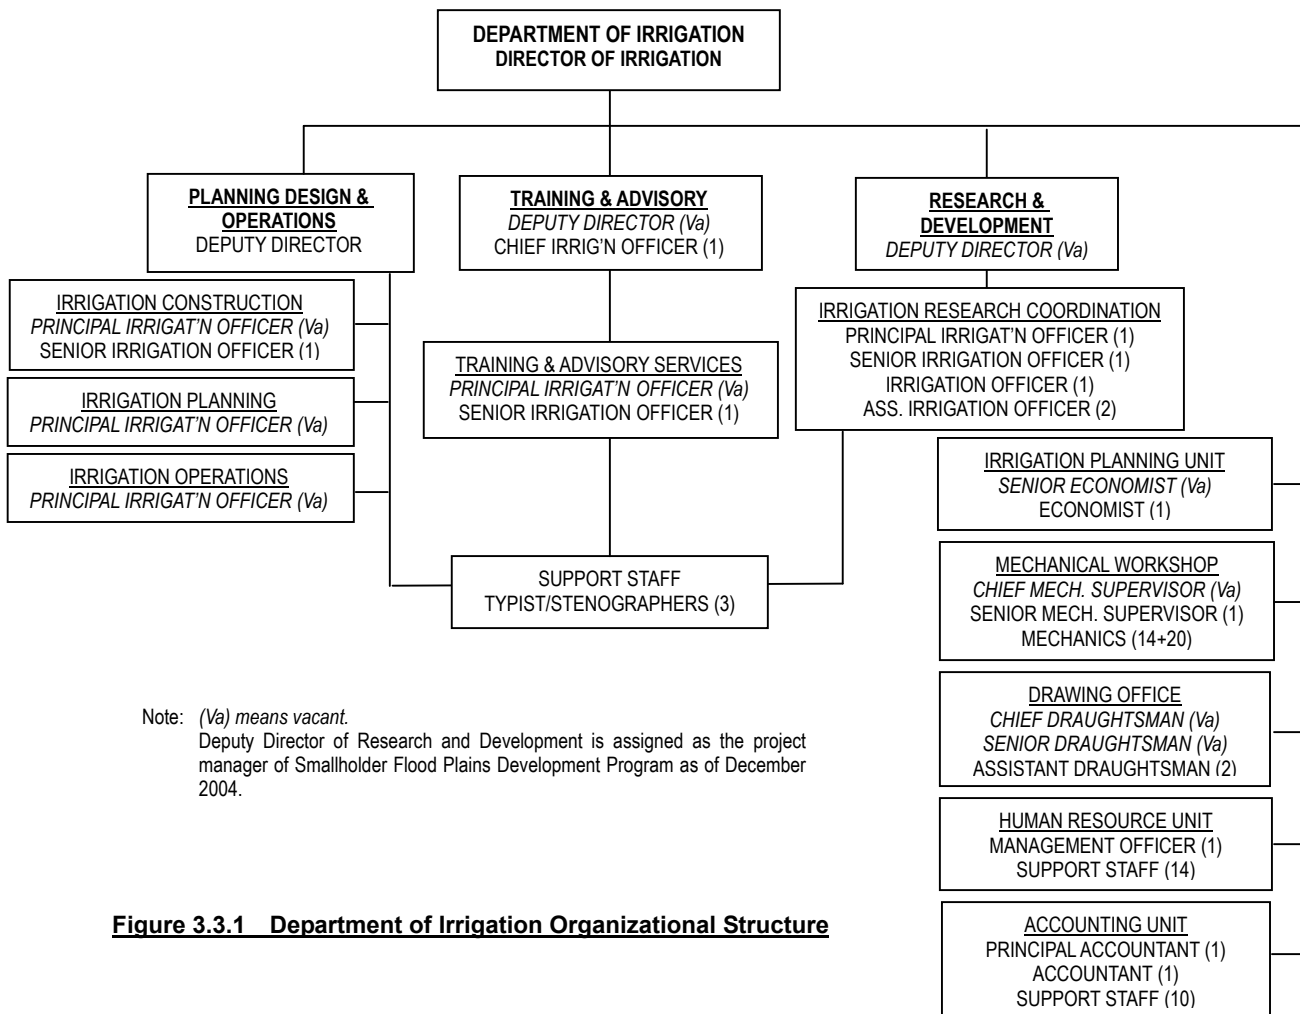 DEPARTMENT OF IRRIGATION
DIRECTOR OF IRRIGATION
PLANNING DESIGN &
OPERATIONS
DEPUTY DIRECTOR
TRAINING & ADVISORY
DEPUTY DIRECTOR (Va)
CHIEF IRRIG'N OFFICER (1)
RESEARCH &
DEVELOPMENT
DEPUTY DIRECTOR (Va)
IRRIGATION CONSTRUCTION
PRINCIPAL IRRIGAT'N OFFICER (Va)
SENIOR IRRIGATION OFFICER (1)
IRRIGATION PLANNING
PRINCIPAL IRRIGAT'N OFFICER (Va)
IRRIGATION OPERATIONS
PRINCIPAL IRRIGAT'N OFFICER (Va)
TRAINING & ADVISORY SERVICES
PRINCIPAL IRRIGAT'N OFFICER (Va)
SENIOR IRRIGATION OFFICER (1)
IRRIGATION RESEARCH COORDINATION
PRINCIPAL IRRIGAT'N OFFICER (1)
SENIOR IRRIGATION OFFICER (1)
IRRIGATION OFFICER (1)
ASS. IRRIGATION OFFICER (2)
SUPPORT STAFF
TYPIST/STENOGRAPHERS (3)
IRRIGATION PLANNING UNIT
SENIOR ECONOMIST (Va)
ECONOMIST (1)
MECHANICAL WORKSHOP
CHIEF MECH. SUPERVISOR (Va)
SENIOR MECH. SUPERVISOR (1)
MECHANICS (14+20)
DRAWING OFFICE
CHIEF DRAUGHTSMAN (Va)
SENIOR DRAUGHTSMAN (Va)
ASSISTANT DRAUGHTSMAN (2)
HUMAN RESOURCE UNIT
MANAGEMENT OFFICER (1)
SUPPORT STAFF (14)
ACCOUNTING UNIT
PRINCIPAL ACCOUNTANT (1)
ACCOUNTANT (1)
SUPPORT STAFF (10)
Note: (Va) means vacant.
Deputy Director of Research and Development is assigned as the project
manager of Smallholder Flood Plains Development Program as of December
2004.
Figure 3.3.1 Department of Irrigation Organizational Structure